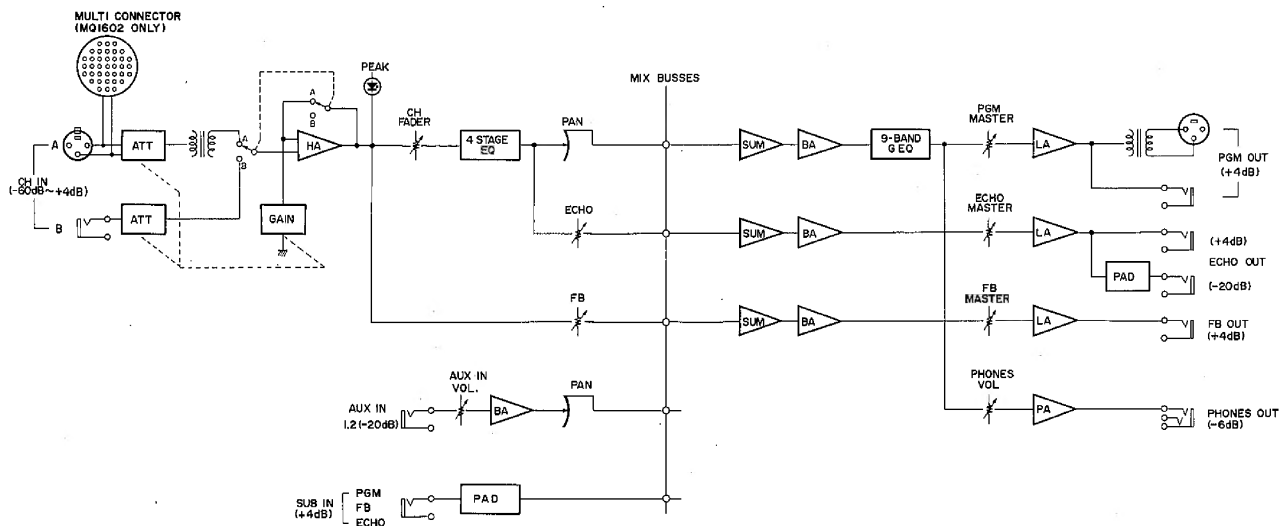 MULTI CONNECTOR
(MQ1602 ONLY)
PEAK
MIX BUSSES
A
B
CH
FADER
PAN
PGM
MASTER
A
ATT
A
B
HA
4 STAGE
EQ
SUM
BA
9-BAND
G EQ
LA
PGM OUT
(+4dB)
CH IN
(-60dB~+4dB)
B
ATT
GAIN
ECHO
SUM
BA
ECHO
MASTER
LA
(+4dB)
ECHO OUT
PAD
(-20dB)
FB
SUM
BA
FB
MASTER
LA
FB OUT
(+4dB)
AUX IN
VOL.
PAN
AUX IN
1.2(-20dB)
BA
PHONES
VOL
PA
PHONES OUT
(-6dB)
SUB IN
(+4dB)
PGM
FB
ECHO
PAD